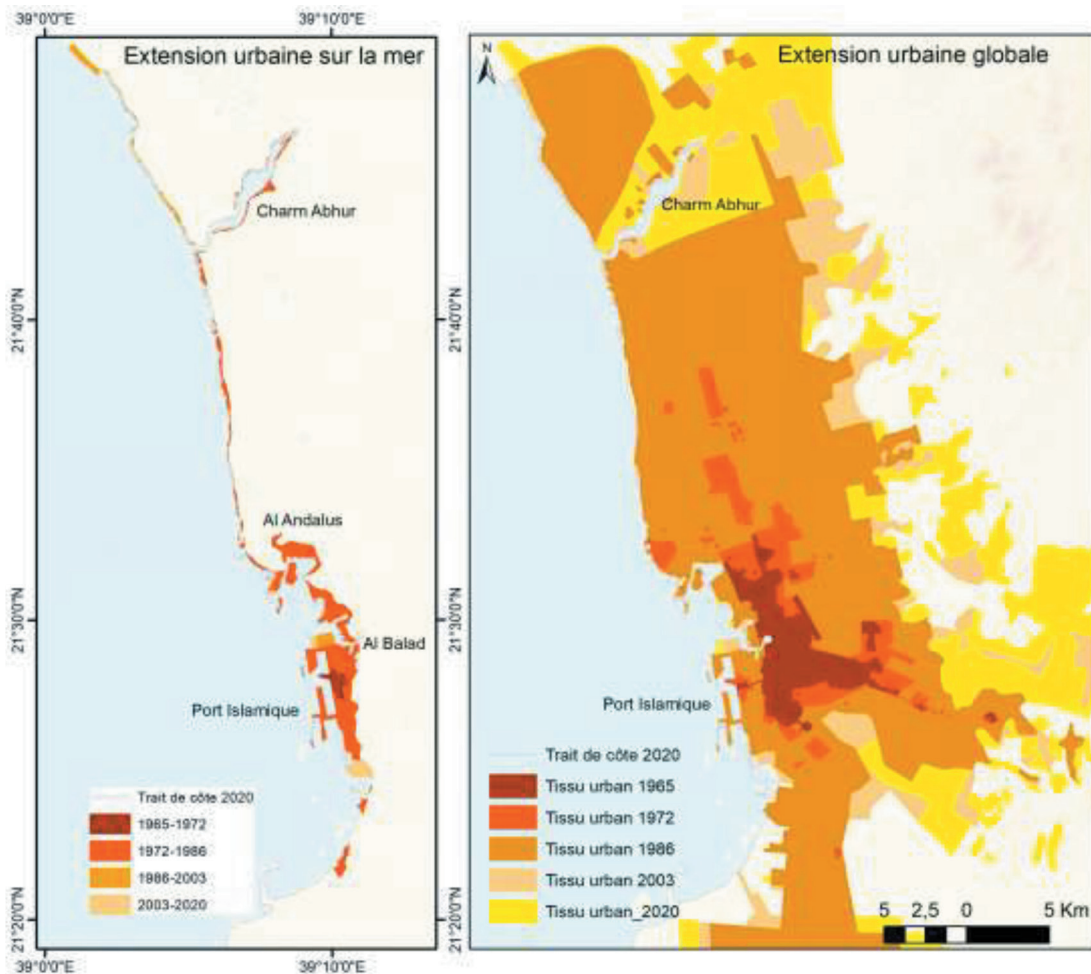 39°0'0"E
39°10'0"E
Extension urbaine sur la mer
Charm Abhur
Al Andalus
Al Balad
Port Islamique
Trait de côte 2020
1965-1972
1972-1986
1986-2003
2003-2020
39°0'0"E
39°10'0"E
21°40'0"N
21°30'0"N
21°20'0"N
21°40'0"N
21°30'0"N
21°20'0"N
N
Extension urbaine globale
Charm Abhur
Port Islamique
Trait de côte 2020
Tissu urban 1965
Tissu urban 1972
Tissu urban 1986
Tissu urban 2003
Tissu urban_2020
5 2,5 0 5 Km